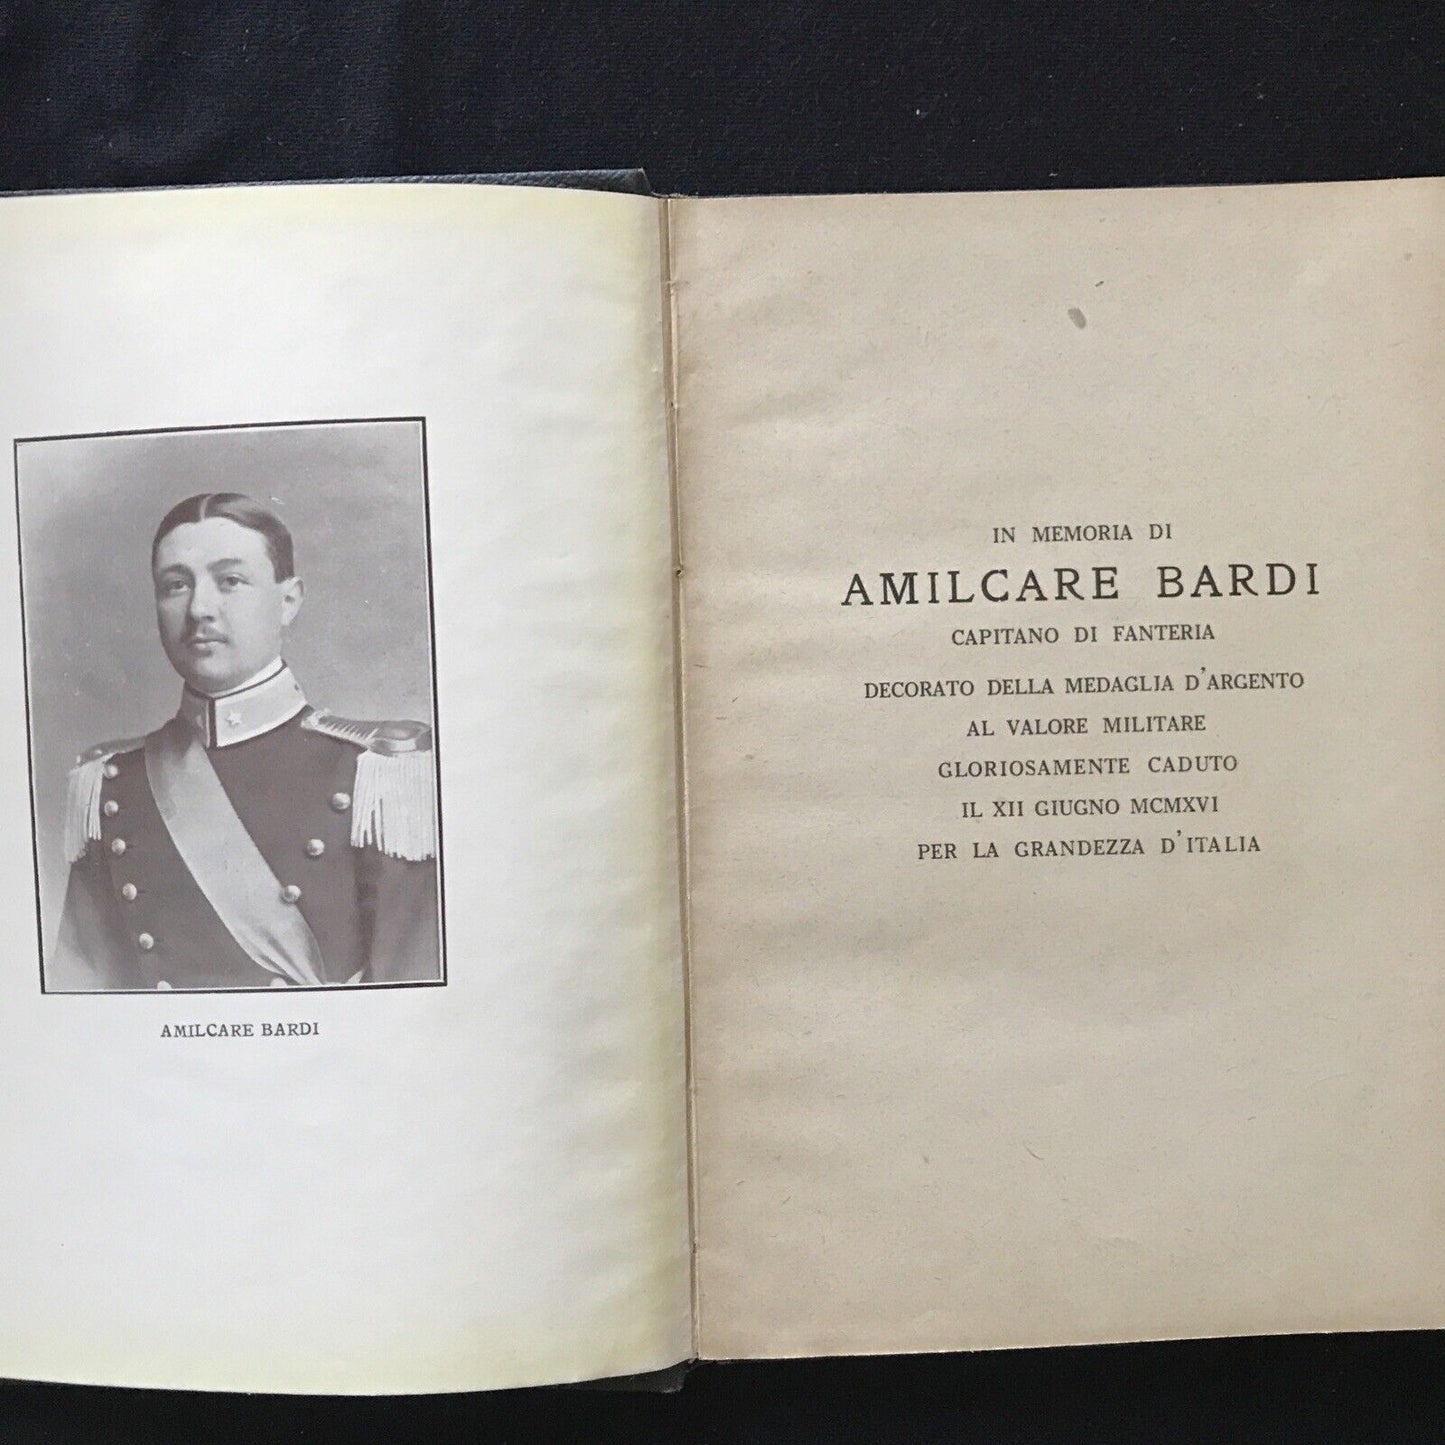 AMILCARE BARDI
IN MEMORIA DI
AMILCARE BARDI
CAPITANO DI FANTERIA
DECORATO DELLA MEDAGLIA D'ARGENTO
AL VALORE MILITARE
GLORIOSAMENTE CADUTO
IL XII GIUGNO MCMXVI
PER LA GRANDEZZA D'ITALIA